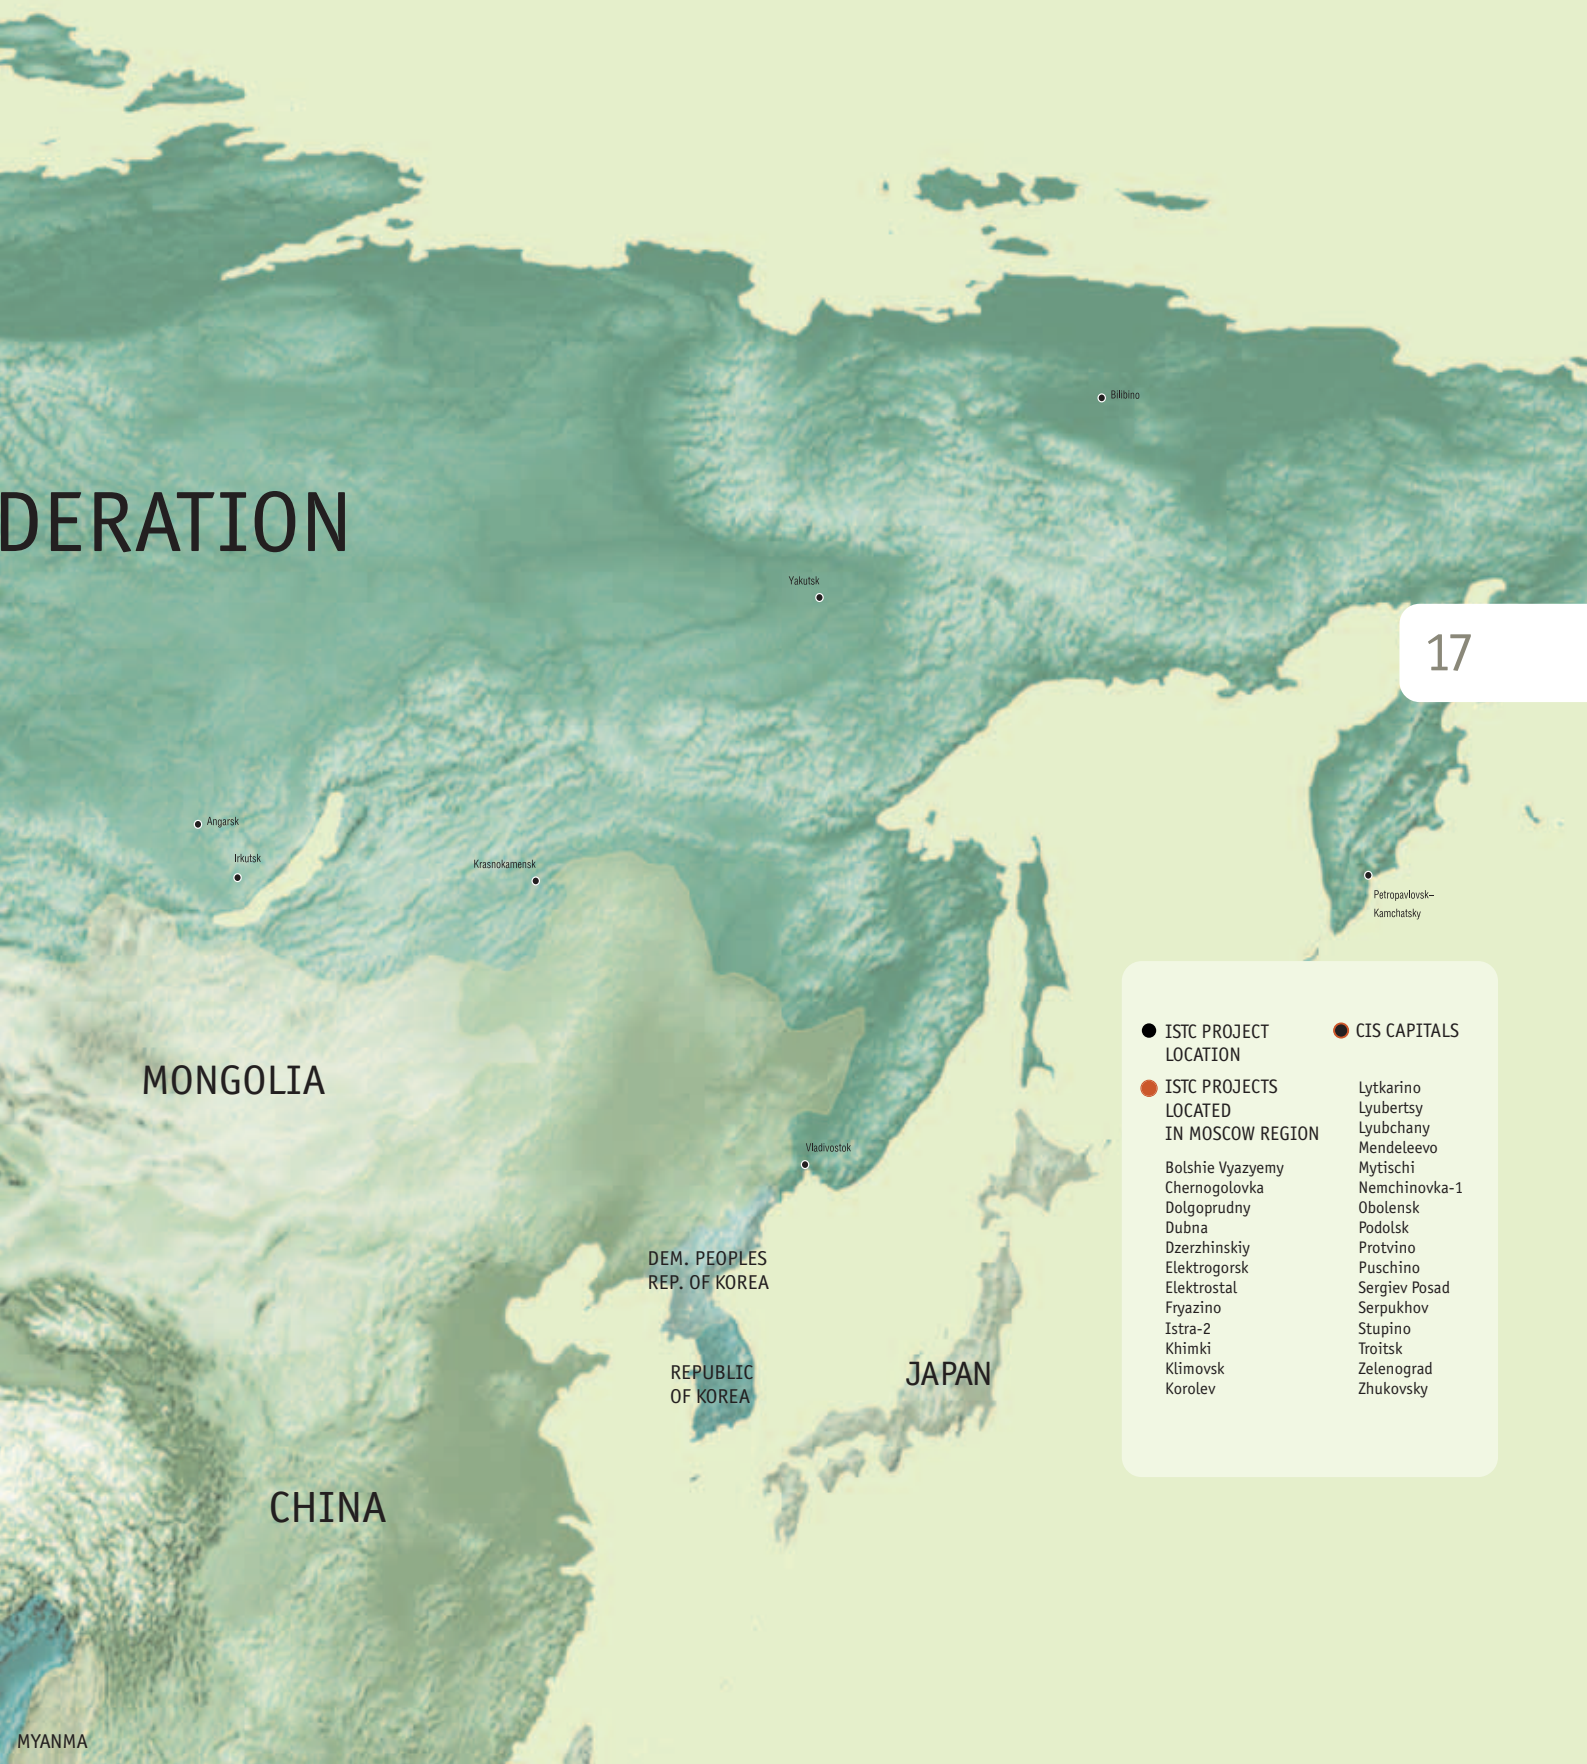 Bilibino
DERATION
Yakutsk
17
Angarsk
Irkutsk
Krasnokamensk
Petropavlovsk–
Kamchatsky
MONGOLIA
Vladivostok
DEM. PEOPLES
REP. OF KOREA
REPUBLIC
OF KOREA
JAPAN
CHINA
MYANMA
ISTC PROJECT
LOCATION
ISTC PROJECTS
LOCATED
IN MOSCOW REGION
Bolshie Vyazyemy
Chernogolovka
Dolgoprudny
Dubna
Dzerzhinskiy
Elektrogorsk
Elektrostal
Fryazino
Istra-2
Khimki
Klimovsk
Korolev
CIS CAPITALS
Lytkarino
Lyubertsy
Lyubchany
Mendeleevo
Mytischi
Nemchinovka-1
Obolensk
Podolsk
Protvino
Puschino
Sergiev Posad
Serpukhov
Stupino
Troitsk
Zelenograd
Zhukovsky